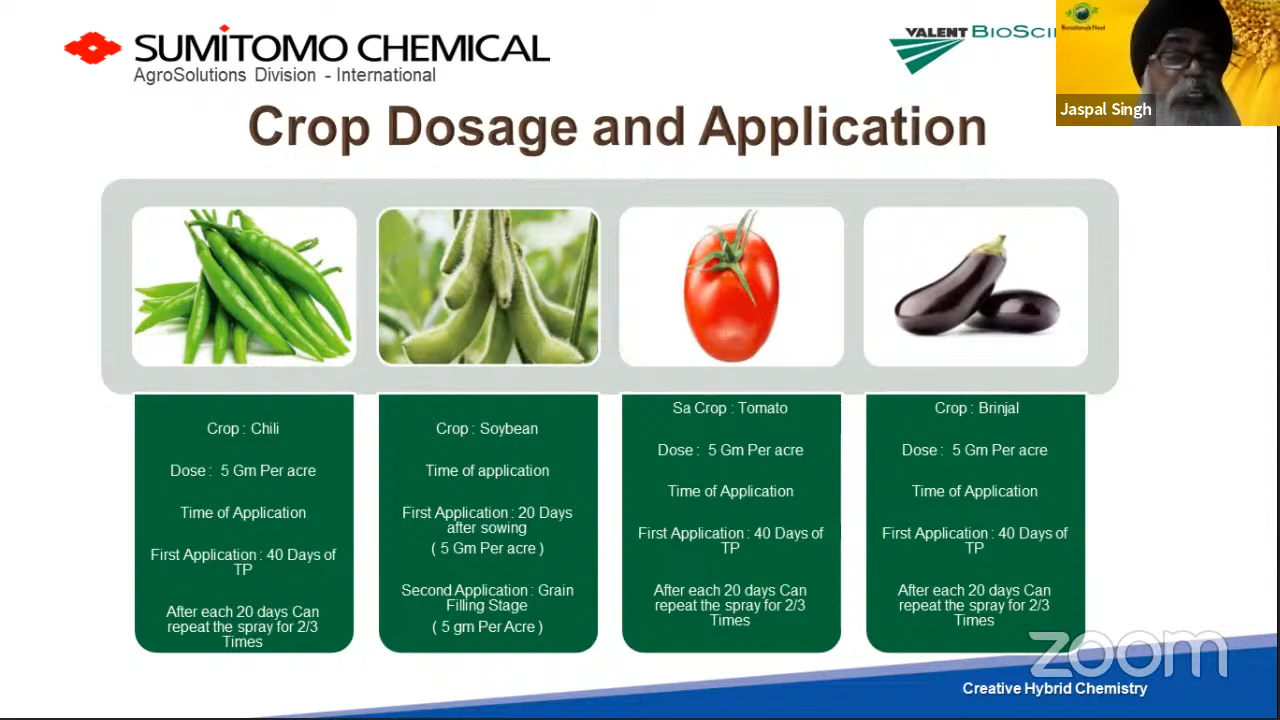 SUMITOMO CHEMICAL
AgroSolutions Division - International
VALENT BIOSCI
Biostimulants Next
Jaspal Singh
Crop Dosage and Application
Crop : Chili
Dose : 5 Gm Per acre
Time of Application
First Application : 40 Days of
TP
After each 20 days Can
repeat the spray for 2/3
Times
Crop : Soybean
Time of application
First Application : 20 Days
after sowing
( 5 Gm Per acre )
Second Application : Grain
Filling Stage
( 5 gm Per Acre )
Sa Crop : Tomato
Dose : 5 Gm Per acre
Time of Application
First Application : 40 Days of
TP
After each 20 days Can
repeat the spray for 2/3
Times
Crop : Brinjal
Dose : 5 Gm Per acre
Time of Application
First Application : 40 Days of
TP
After each 20 days Can
repeat the spray for 2/3
Times
zoom
Creative Hybrid Chemistry